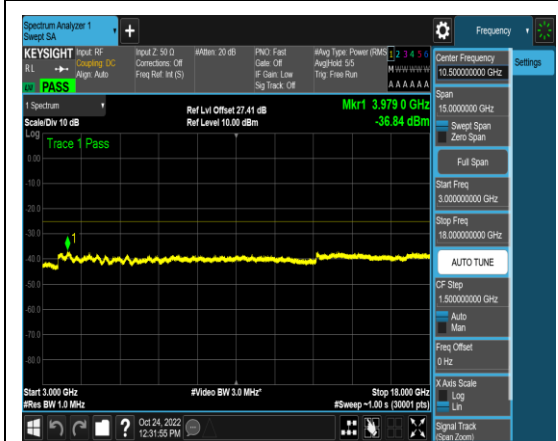 Spectrum Analyzer 1
Swept SA
Frequency
KEYSIGHT
RL
PASS
Input: RF
Coupling: DC
Align: Auto
Input Z: 50 Ω
Corrections: Off
Freq Ref: Int (S)
#Atten: 20 dB
PNO: Fast
Gate: Off
IF Gain: Low
Sig Track: Off
#Avg Type: Power (RMS
Avg|Hold: 5/5
Trig: Free Run
1 2 3 4 5 6
M W W W W W
A A A A A A
1 Spectrum
Scale/Div 10 dB
Ref Lvl Offset 27.41 dB
Ref Level 10.00 dBm
Mkr1 3.979 0 GHz
-36.84 dBm
Log
Trace 1 Pass
0.00
-10.0
-20.0
-30.0
-40.0
-50.0
-60.0
-70.0
-80.0
1
Start 3.000 GHz
#Res BW 1.0 MHz
#Video BW 3.0 MHz*
Stop 18.000 GHz
#Sweep ~1.00 s (30001 pts)
Oct 24, 2022
12:31:55 PM
Center Frequency
10.500000000 GHz
Span
15.0000000 GHz
Swept Span
Zero Span
Full Span
Start Freq
3.000000000 GHz
Stop Freq
18.000000000 GHz
AUTO TUNE
CF Step
1.500000000 GHz
Auto
Man
Freq Offset
0 Hz
X Axis Scale
Log
Lin
Signal Track
(Span Zoom)
Settings